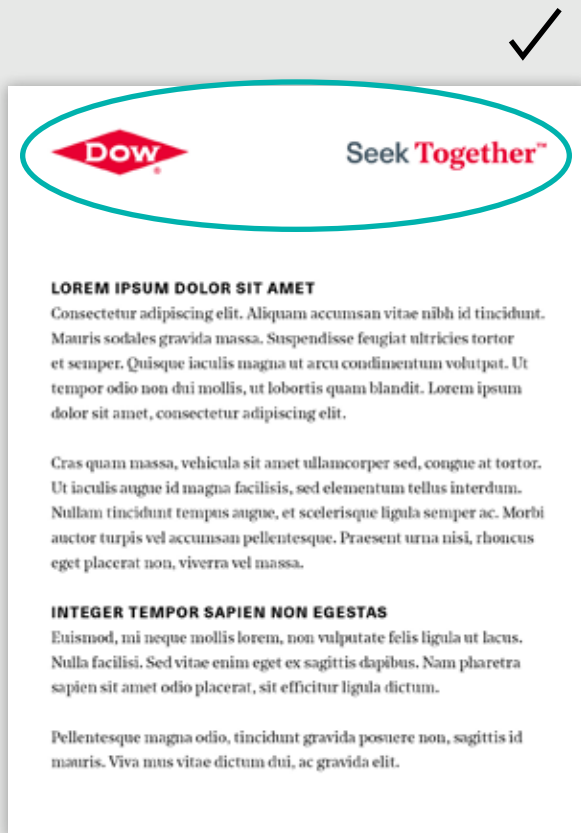 Dow®
Seek Together™
LOREM IPSUM DOLOR SIT AMET
Consectetur adipiscing elit. Aliquam accumsan vitae nibh id tincidunt.
Mauris sodales gravida massa. Suspendisse feugiat ultricies tortor
et semper. Quisque iaculis magna ut arcu condimentum volutpat. Ut
tempor odio non dui mollis, ut lobortis quam blandit. Lorem ipsum
dolor sit amet, consectetur adipiscing elit.
Cras quam massa, vehicula sit amet ullamcorper sed, congue at tortor.
Ut iaculis augue id magna facilisis, sed elementum tellus interdum.
Nullam tincidunt tempus augue, et scelerisque ligula semper ac. Morbi
auctor turpis vel accumsan pellentesque. Praesent urna nisi, rhoncus
eget placerat non, viverra vel massa.
INTEGER TEMPOR SAPIEN NON EGESTAS
Euismod, mi neque mollis lorem, non vulputate felis ligula ut lacus.
Nulla facilisi. Sed vitae enim eget ex sagittis dapibus. Nam pharetra
sapien sit amet odio placerat, sit efficitur ligula dictum.
Pellentesque magna odio, tincidunt gravida posuere non, sagittis id
mauris. Viva mus vitae dictum dui, ac gravida elit.